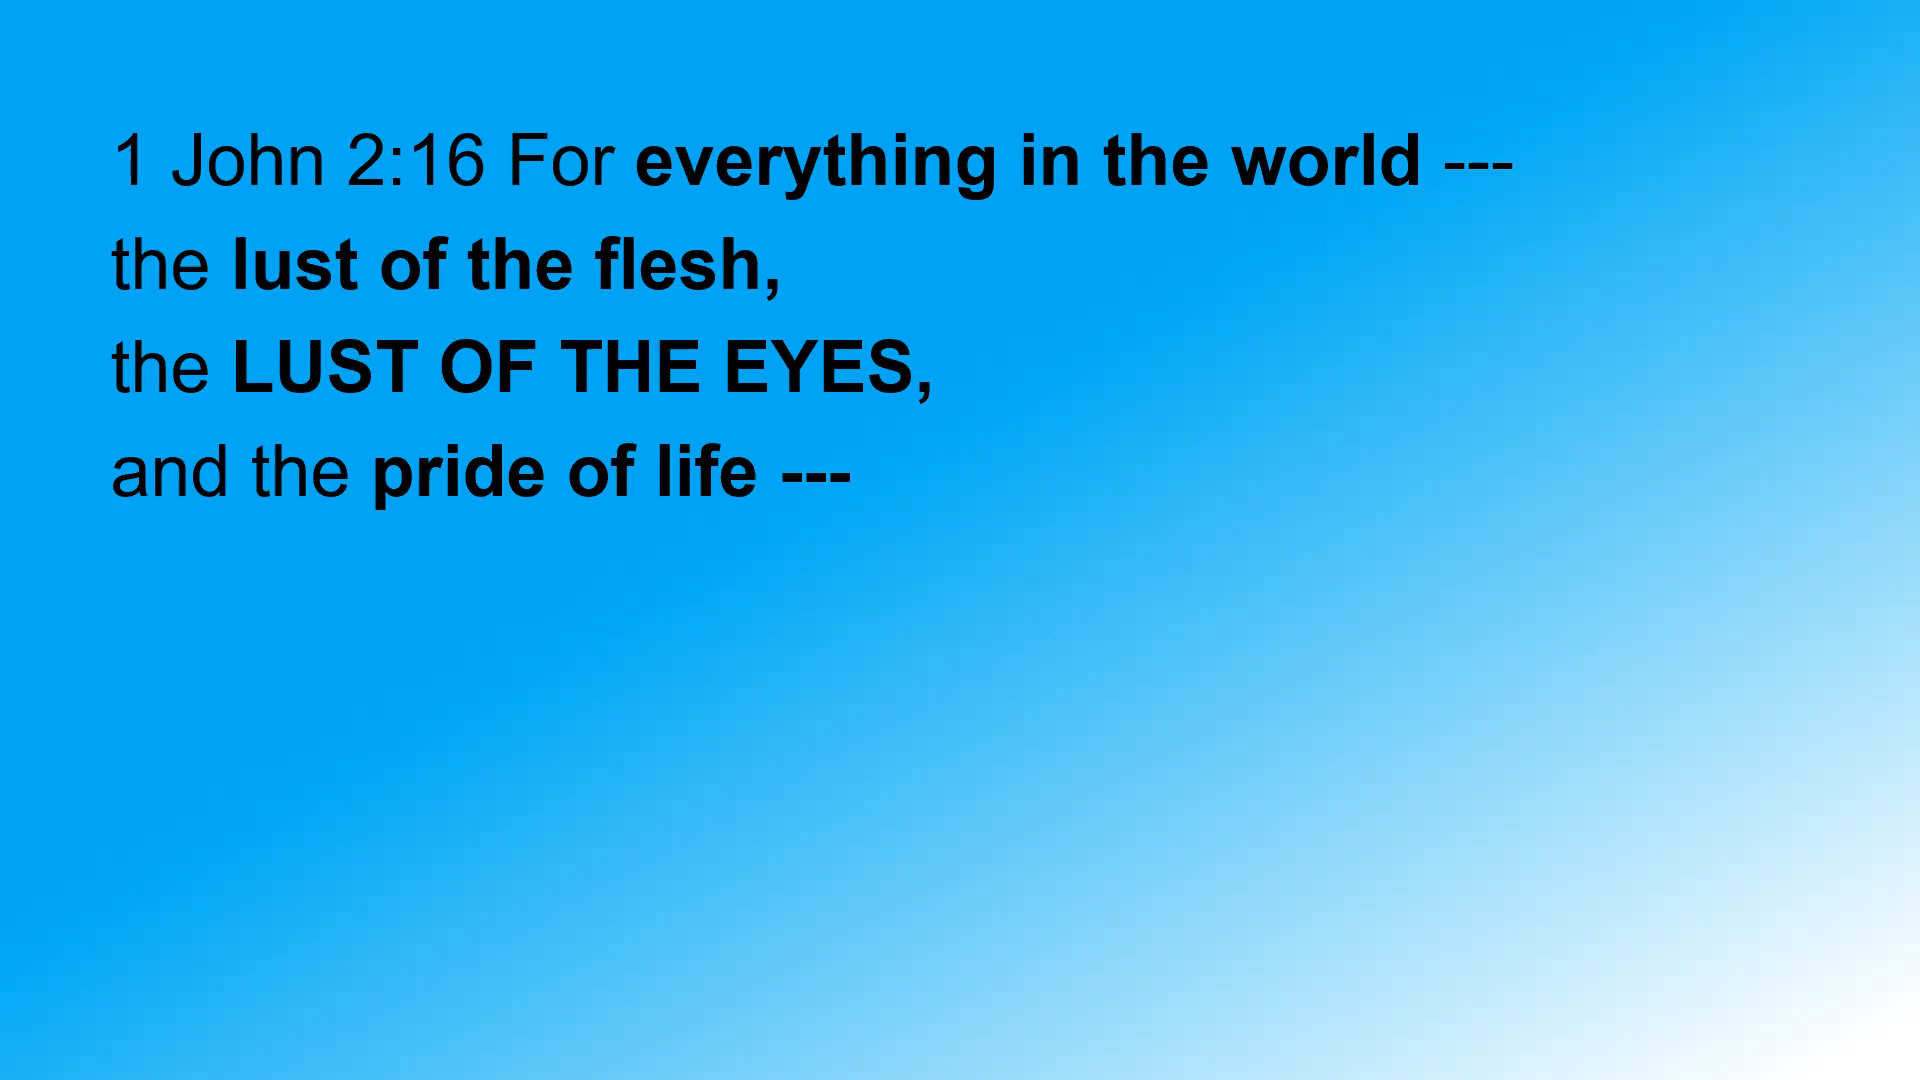 1 John 2:16 For everything in the world ---
the lust of the flesh,
the LUST OF THE EYES,
and the pride of life ---